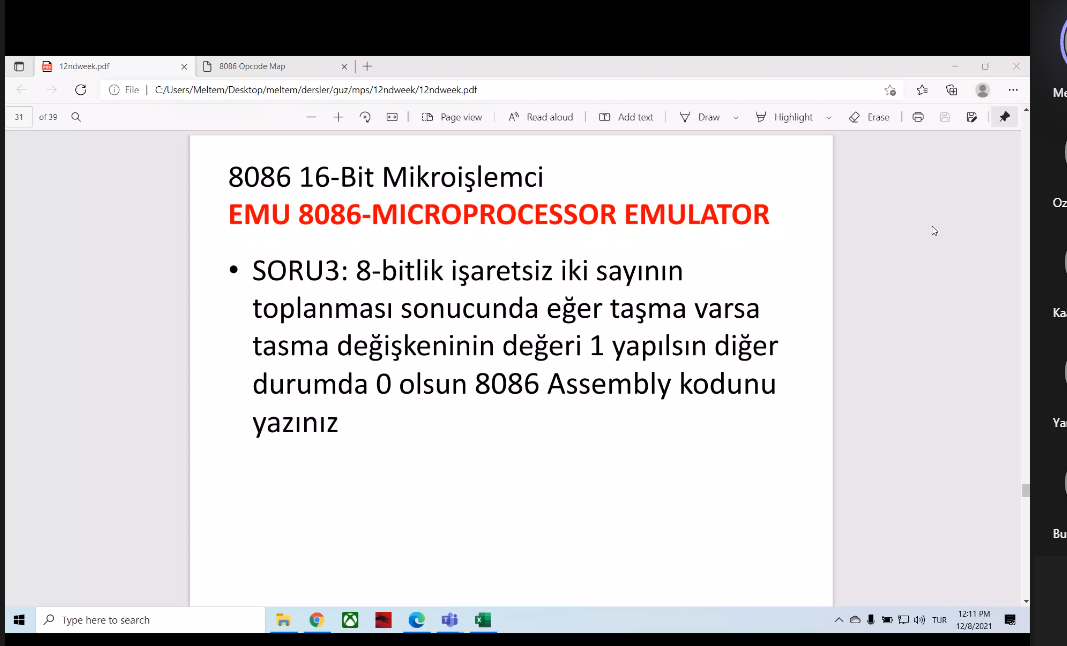 12ndweek.pdf
8086 Opcode Map
File
C:/Users/Meltem/Desktop/meltem/dersler/guz/mps/12ndweek/12ndweek.pdf
31 of 39
Page view
Read aloud
Add text
Draw
Highlight
Erase
8086 16-Bit Mikroişlemci
EMU 8086-MICROPROCESSOR EMULATOR
• SORU3: 8-bitlik işaretsiz iki sayının
toplanması sonucunda eğer taşma varsa
tasma değişkeninin değeri 1 yapılsın diğer
durumda 0 olsun 8086 Assembly kodunu
yazınız
Me
Oz
Ka
Yar
Bu
Type here to search
TUR
12:11 PM
12/8/2021